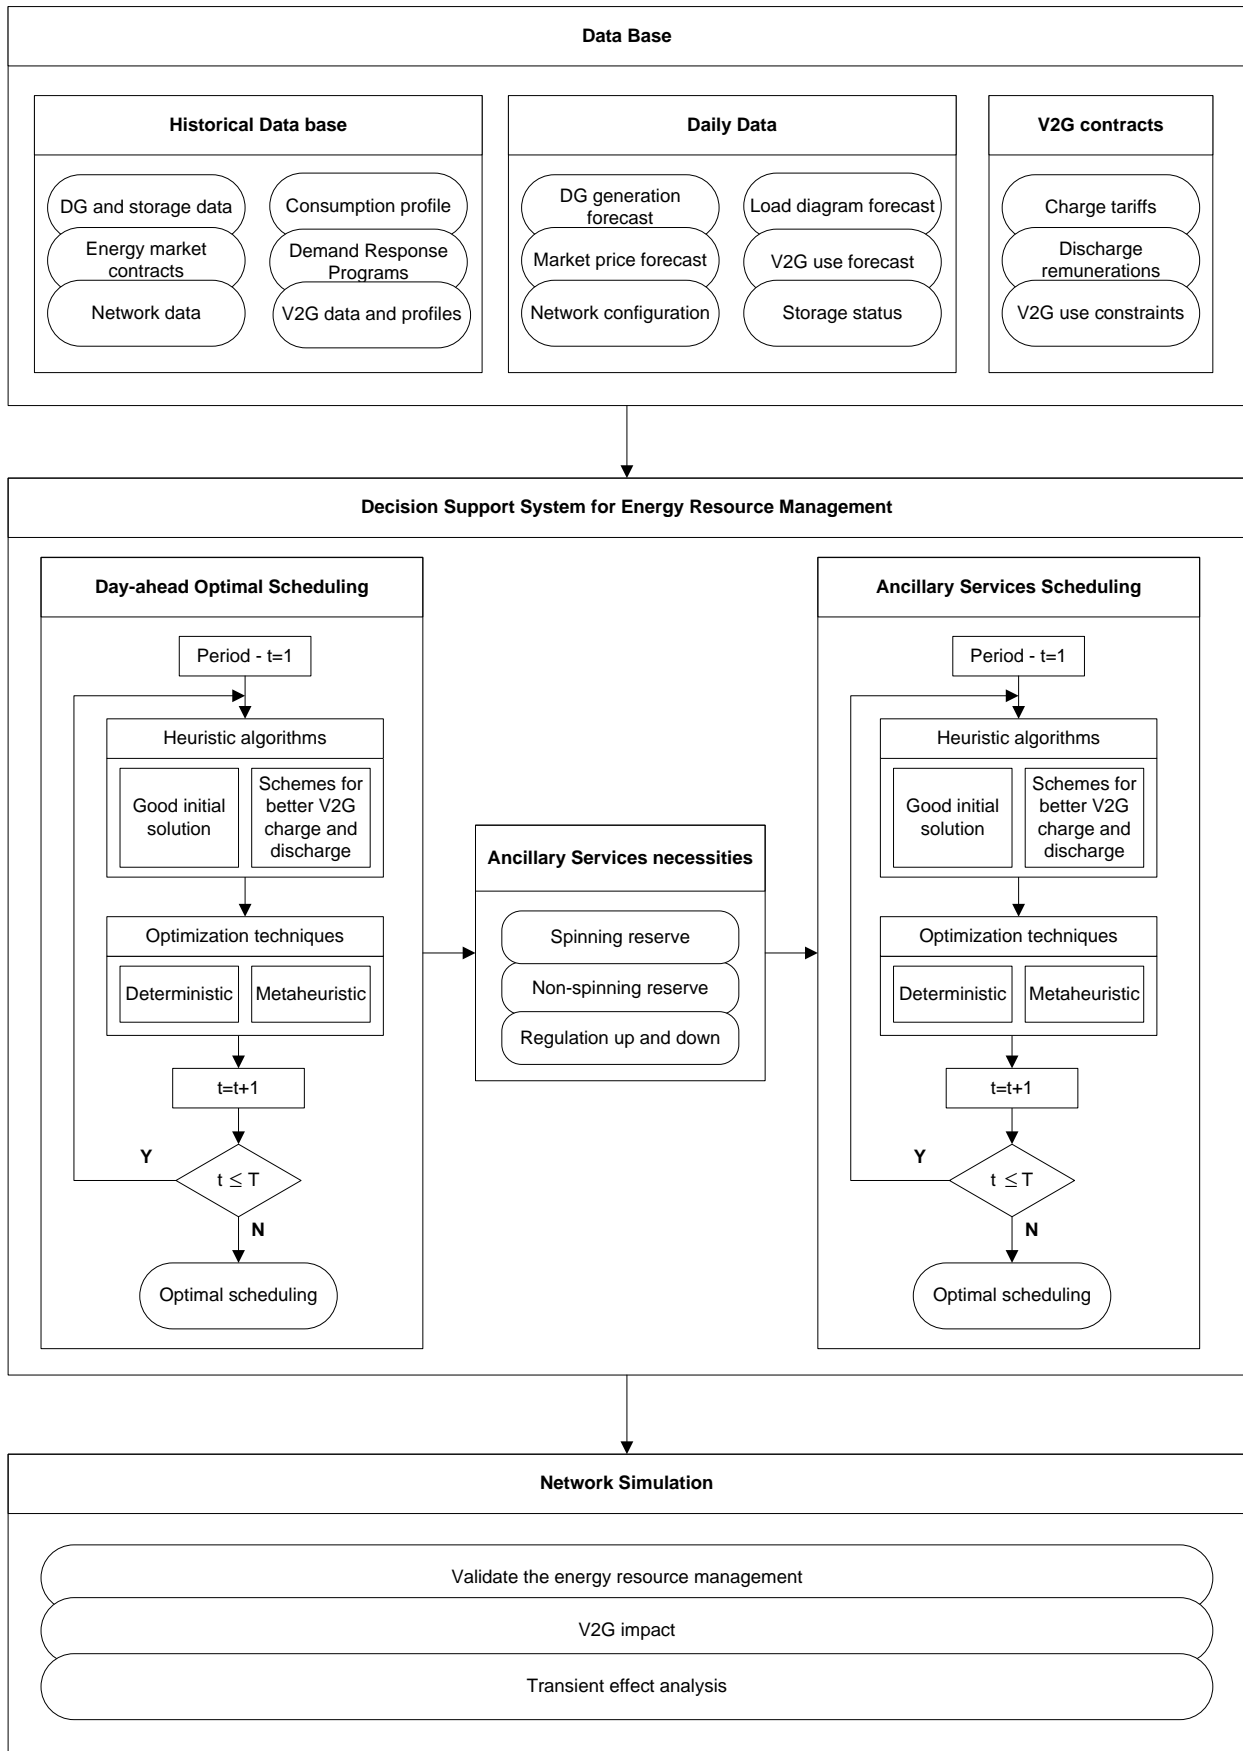 Data Base
Historical Data base
DG and storage data
Energy market
contracts
Network data
Consumption profile
Demand Response
Programs
V2G data and profiles
Daily Data
DG generation
forecast
Market price forecast
Network configuration
Load diagram forecast
V2G use forecast
Storage status
V2G contracts
Charge tariffs
Discharge
remunerations
V2G use constraints
Decision Support System for Energy Resource Management
Day-ahead Optimal Scheduling
Period - t=1
Heuristic algorithms
Good initial
solution
Schemes for
better V2G
charge and
discharge
Optimization techniques
Deterministic
Metaheuristic
t=t+1
t ≤ T
Y
N
Optimal scheduling
Ancillary Services necessities
Spinning reserve
Non-spinning reserve
Regulation up and down
Ancillary Services Scheduling
Period - t=1
Heuristic algorithms
Good initial
solution
Schemes for
better V2G
charge and
discharge
Optimization techniques
Deterministic
Metaheuristic
t=t+1
t ≤ T
Y
N
Optimal scheduling
Network Simulation
Validate the energy resource management
V2G impact
Transient effect analysis